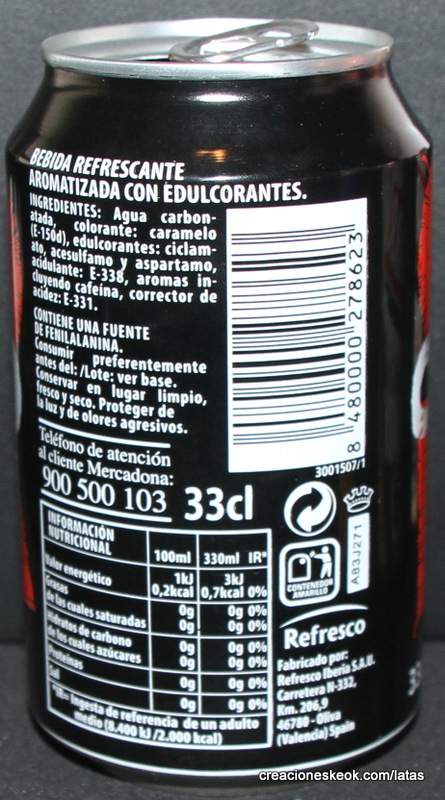 BEBIDA REFRESCANTE
AROMATIZADA CON EDULCORANTES.
INGREDIENTES: Agua carbon-
atada, colorante: caramelo
(E-150d), edulcorantes: ciclam-
ato, acesulfamo y aspartamo,
acidulante: E-338, aromas in-
cluyendo cafeína, corrector de
acidez: E-331.
CONTIENE UNA FUENTE
DE FENILALANINA.
Consumir preferentemente
antes del:/Lote: ver base.
Conservar en lugar limpio,
fresco y seco. Proteger de
la luz y de olores agresivos.
8 480000 278623
3001507/1
Teléfono de atención
al cliente Mercadona:
900 500 103
33cl
A83J271
CONTENEDOR
AMARILLO
INFORMACIÓN
NUTRICIONAL
100ml 330ml IR*
Valor energético 1kJ 3kJ
0,2kcal 0,7kcal 0%
Grasas 0g 0g 0%
de las cuales saturadas 0g 0g 0%
Hidratos de carbono 0g 0g 0%
de los cuales azúcares 0g 0g 0%
Proteínas 0g 0g 0%
Sal 0g 0g 0%
*IR= Ingesta de referencia de un adulto
medio (8.400 kJ /2.000 kcal)
Refresco
Fabricado por:
Refresco Iberia S.A.U.
Carretera N-332,
Km. 206,9
46780 - Oliva
(Valencia) Spain
creacioneskeok.com/latas